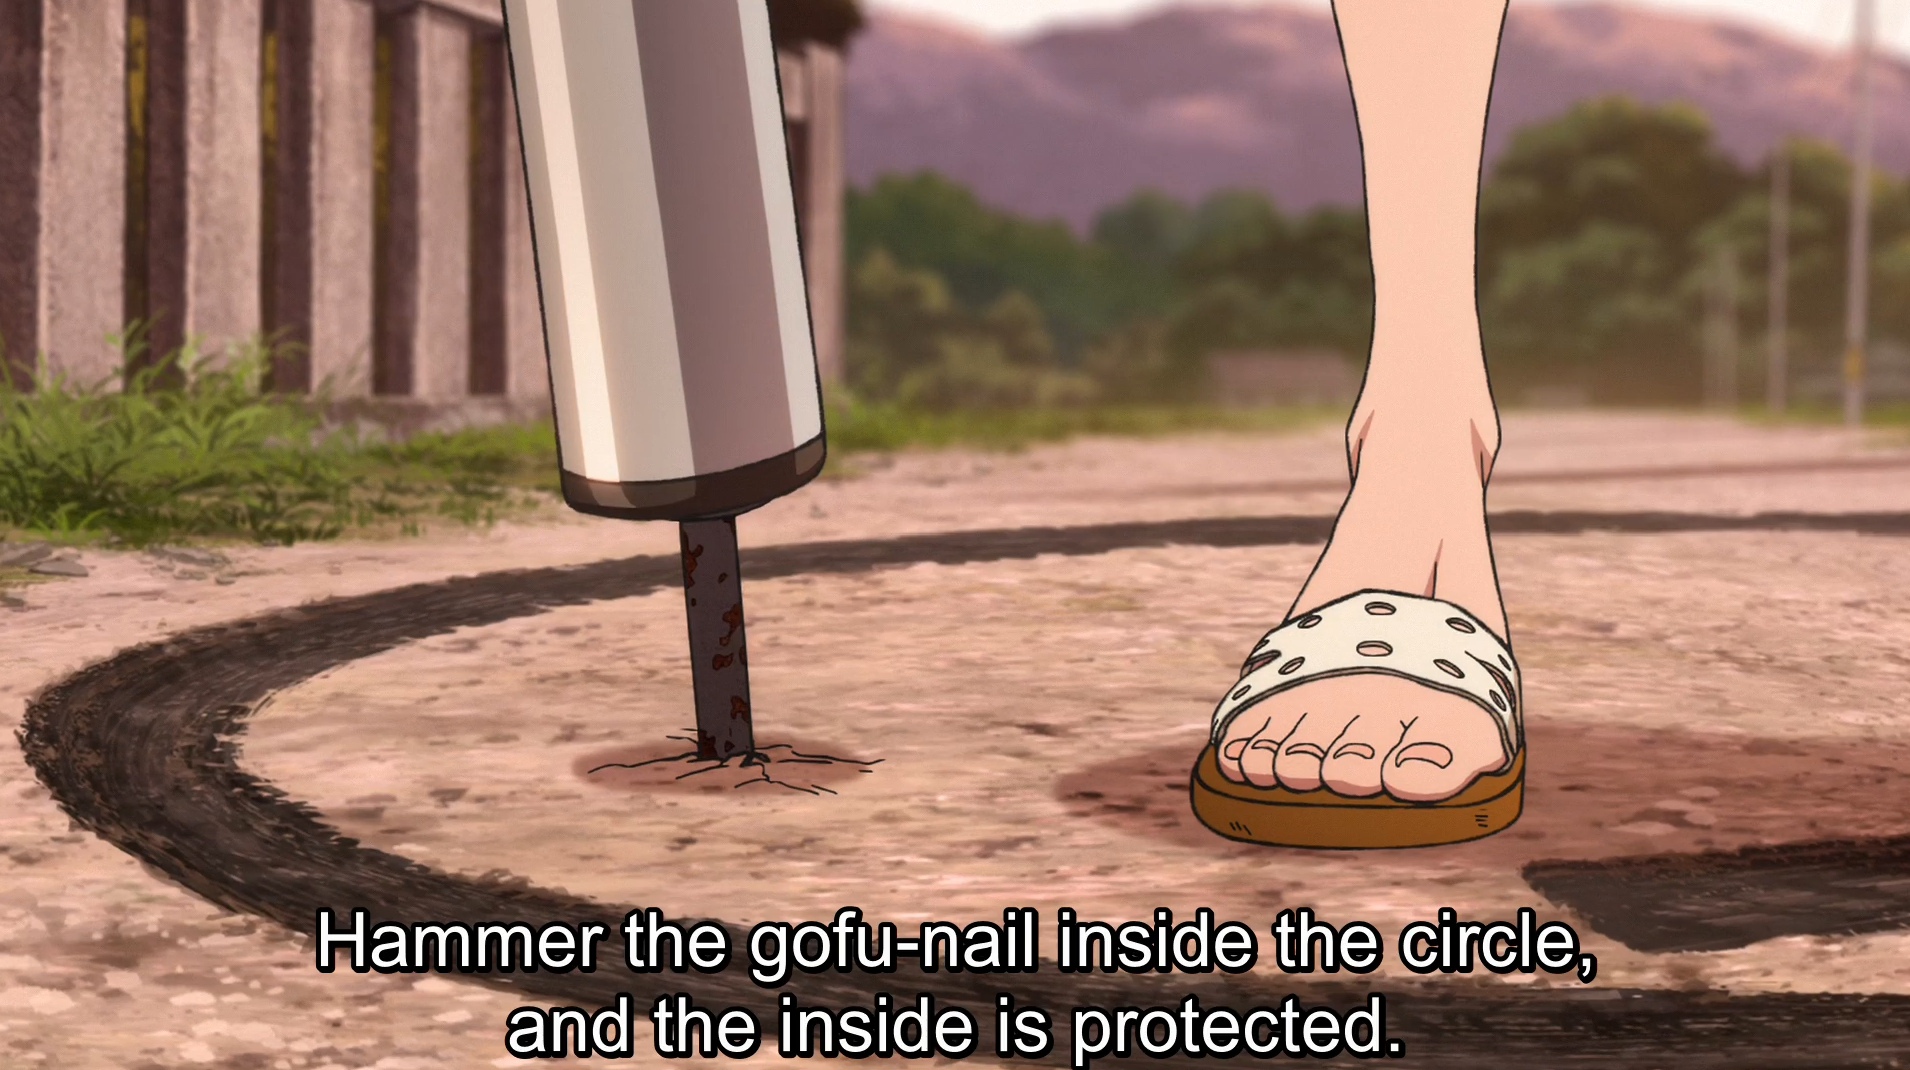 Hammer the gofu-nail inside the circle,
and the inside is protected.